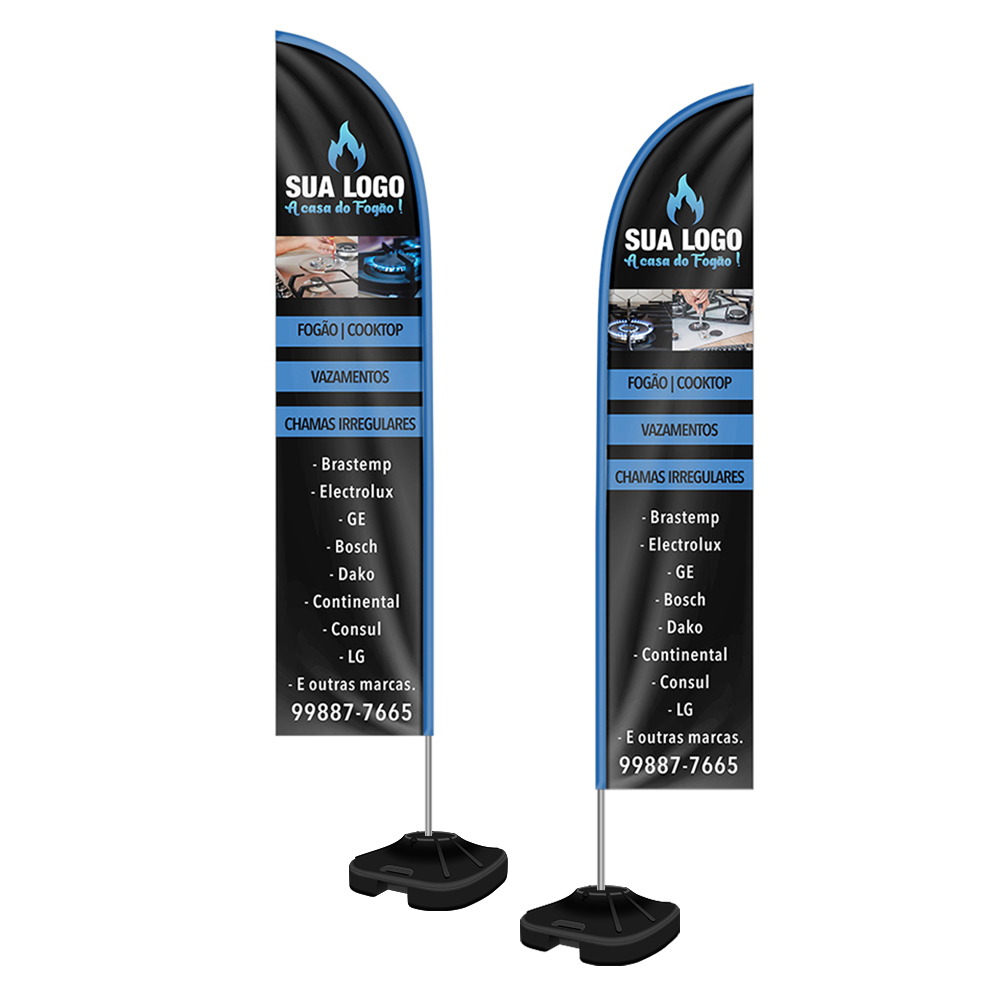 SUA LOGO
A casa do Fogão !
FOGÃO | COOKTOP
VAZAMENTOS
CHAMAS IRREGULARES
- Brastemp
- Electrolux
- GE
- Bosch
- Dako
- Continental
- Consul
- LG
- E outras marcas.
99887-7665
SUA LOGO
A casa do Fogão !
FOGÃO | COOKTOP
VAZAMENTOS
CHAMAS IRREGULARES
- Brastemp
- Electrolux
- GE
- Bosch
- Dako
- Continental
- Consul
- LG
- E outras marcas.
99887-7665